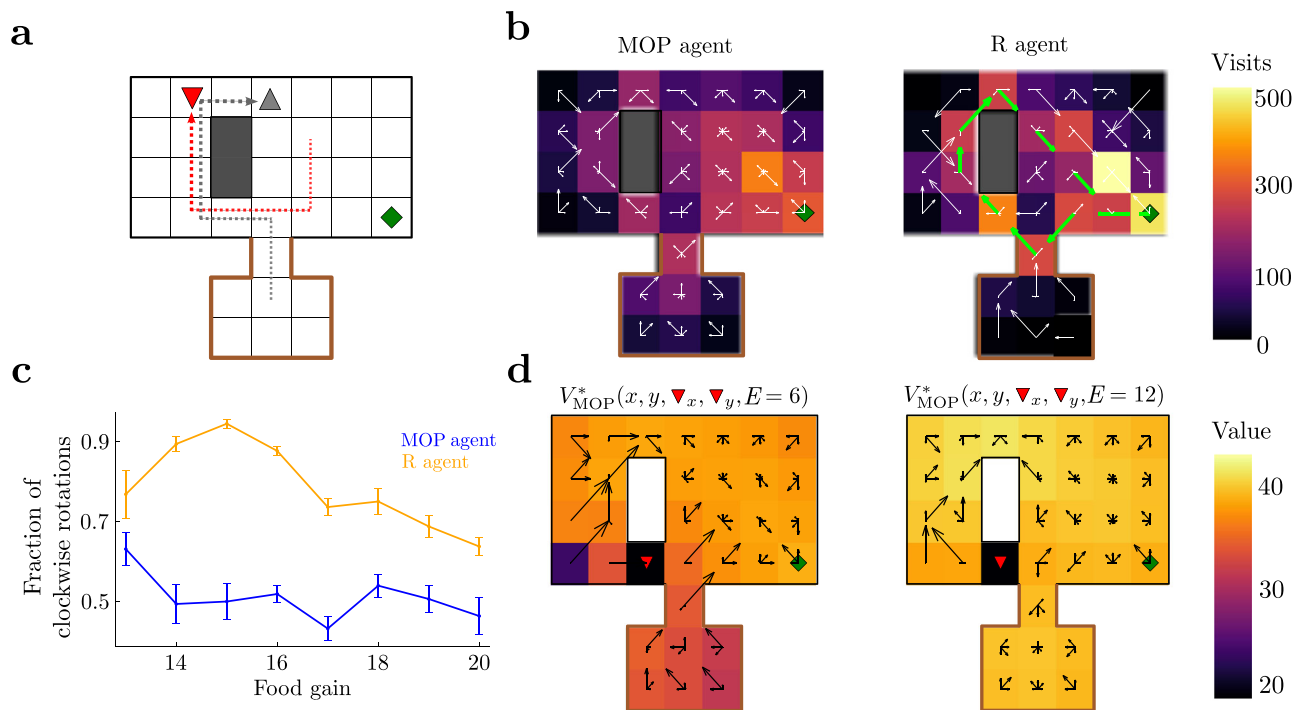 a
b
MOP agent
R agent
Visits
500
300
100
0
c
0.9
0.7
0.5
Fraction of
clockwise rotations
MOP agent
R agent
14
16
18
20
Food gain
d
V*MOP(x, y, ▼x, ▼y, E = 6)
V*MOP(x, y, ▼x, ▼y, E = 12)
Value
40
30
20